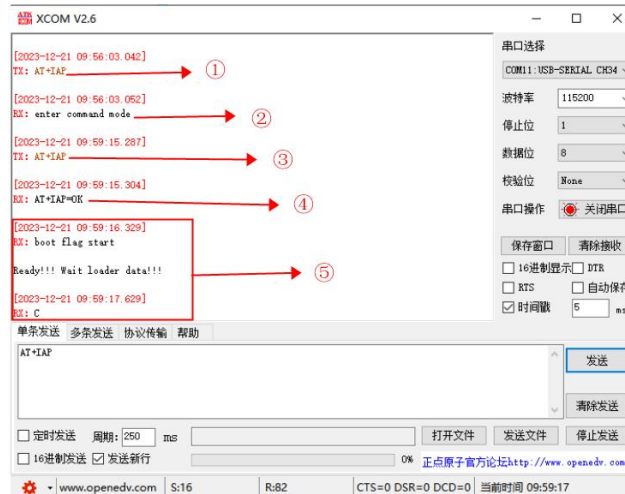 XCOM V2.6
[2023-12-21 09:56:03.042]
TX: AT+IAP
①
[2023-12-21 09:56:03.052]
RX: enter command mode
②
[2023-12-21 09:59:15.287]
TX: AT+IAP
③
[2023-12-21 09:59:15.304]
RX: AT+IAP=OK
④
[2023-12-21 09:59:16.329]
RX: boot flag start
Ready!!! Wait loader data!!!
⑤
[2023-12-21 09:59:17.629]
RX: C
串口选择
COM11:USB-SERIAL CH34
波特率 115200
停止位 1
数据位 8
校验位 None
串口操作 关闭串口
保存窗口 清除接收
16进制显示 DTR
RTS 自动保存
时间戳 5 ms
单条发送 多条发送 协议传输 帮助
AT+IAP
发送
清除发送
定时发送 周期: 250 ms 打开文件 发送文件 停止发送
16进制发送 发送新行 0% 正点原子官方论坛http://www.openedv.com
www.openedv.com S:16 R:82 CTS=0 DSR=0 DCD=0 当前时间 09:59:17